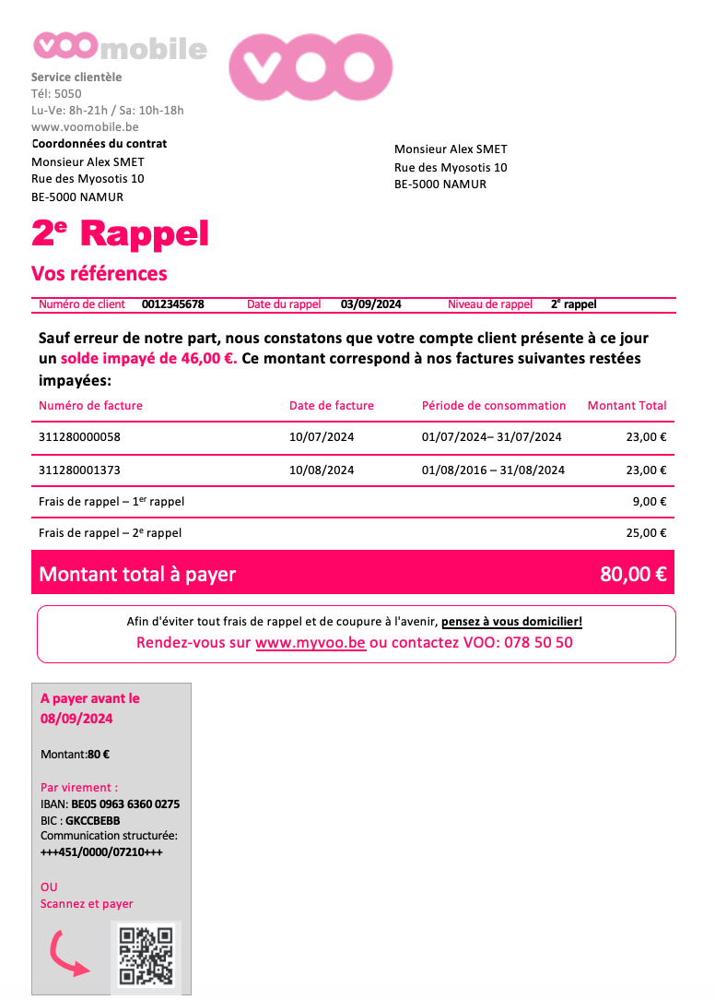 VOO mobile
VOO
Service clientèle
Tél: 5050
Lu-Ve: 8h-21h / Sa: 10h-18h
www.voomobile.be
Coordonnées du contrat
Monsieur Alex SMET
Rue des Myosotis 10
BE-5000 NAMUR
Monsieur Alex SMET
Rue des Myosotis 10
BE-5000 NAMUR
2e Rappel
Vos références
Numéro de client 0012345678 Date du rappel 03/09/2024 Niveau de rappel 2e rappel
Sauf erreur de notre part, nous constatons que votre compte client présente à ce jour
un solde impayé de 46,00 €. Ce montant correspond à nos factures suivantes restées
impayées:
Numéro de facture Date de facture Période de consommation Montant Total
311280000058 10/07/2024 01/07/2024– 31/07/2024 23,00 €
311280001373 10/08/2024 01/08/2016 – 31/08/2024 23,00 €
Frais de rappel – 1er rappel 9,00 €
Frais de rappel – 2e rappel 25,00 €
Montant total à payer 80,00 €
Afin d'éviter tout frais de rappel et de coupure à l'avenir, pensez à vous domicilier!
Rendez-vous sur www.myvoo.be ou contactez VOO: 078 50 50
A payer avant le
08/09/2024
Montant:80 €
Par virement :
IBAN: BE05 0963 6360 0275
BIC : GKCCBEBB
Communication structurée:
+++451/0000/07210+++
OU
Scannez et payer